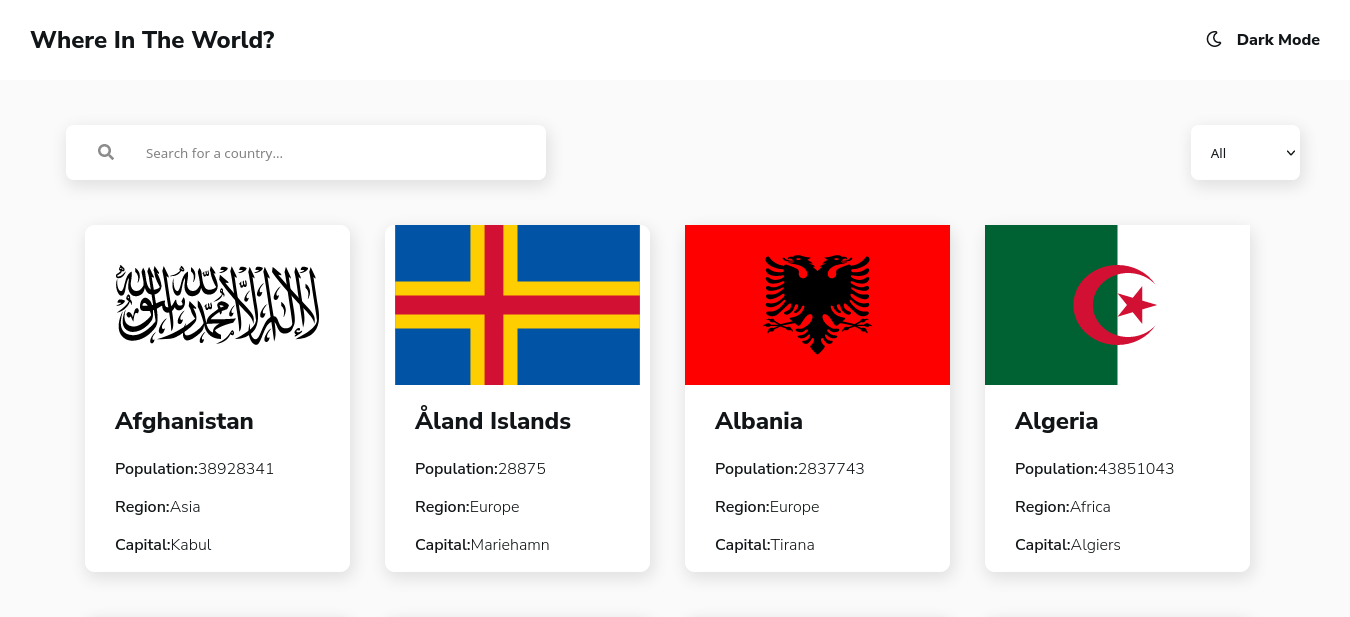 Where In The World?
Dark Mode
Search for a country...
All
لا إله إلا الله محمد رسول الله
Afghanistan
Population:38928341
Region:Asia
Capital:Kabul
Åland Islands
Population:28875
Region:Europe
Capital:Mariehamn
Albania
Population:2837743
Region:Europe
Capital:Tirana
Algeria
Population:43851043
Region:Africa
Capital:Algiers